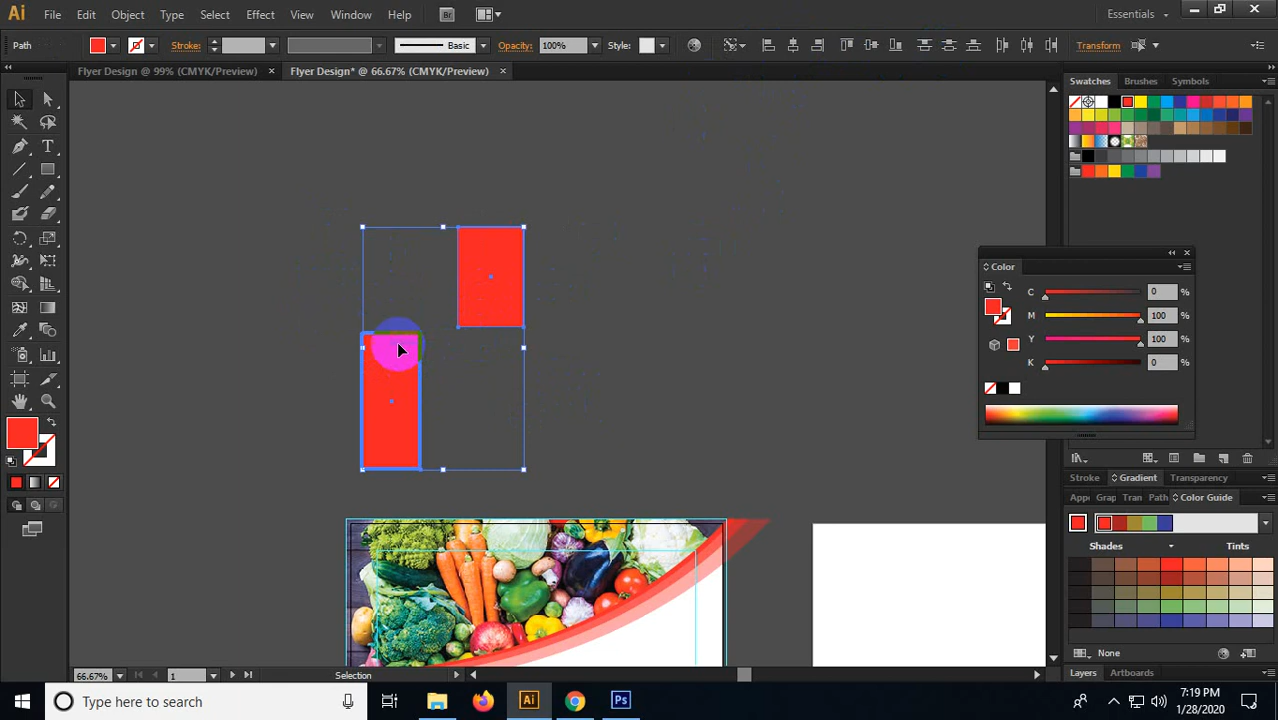 Ai File Edit Object Type Select Effect View Window Help Br Essentials
Path Stroke: Basic Opacity: 100% Style: Transform
Flyer Design @ 99% (CMYK/Preview) × Flyer Design* @ 66.67% (CMYK/Preview) ×
Swatches Brushes Symbols
Color
C 0 %
M 100 %
Y 100 %
K 0 %
Stroke Gradient Transparency
Appe Grap Tran Path Color Guide
Shades Tints
None
Layers Artboards
66.67% 1 Selection
Type here to search Ai Ps 7:19 PM
1/28/2020